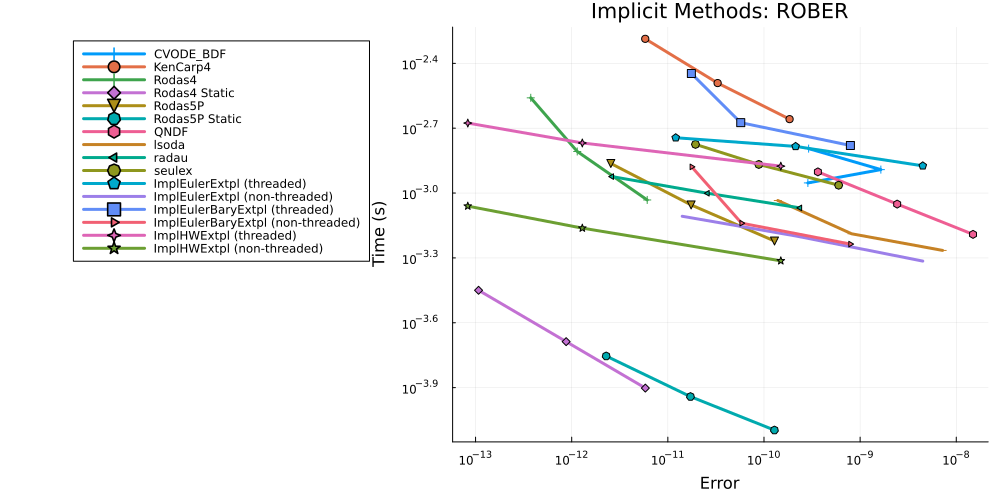 Implicit Methods: ROBER
CVODE_BDF
KenCarp4
Rodas4
Rodas4 Static
Rodas5P
Rodas5P Static
QNDF
lsoda
radau
seulex
ImplEulerExtpl (threaded)
ImplEulerExtpl (non-threaded)
ImplEulerBaryExtpl (threaded)
ImplEulerBaryExtpl (non-threaded)
ImplHWExtpl (threaded)
ImplHWExtpl (non-threaded)
Time (s)
10⁻²·⁴
10⁻²·⁷
10⁻³·⁰
10⁻³·³
10⁻³·⁶
10⁻³·⁹
10⁻¹³ 10⁻¹² 10⁻¹¹ 10⁻¹⁰ 10⁻⁹ 10⁻⁸
Error